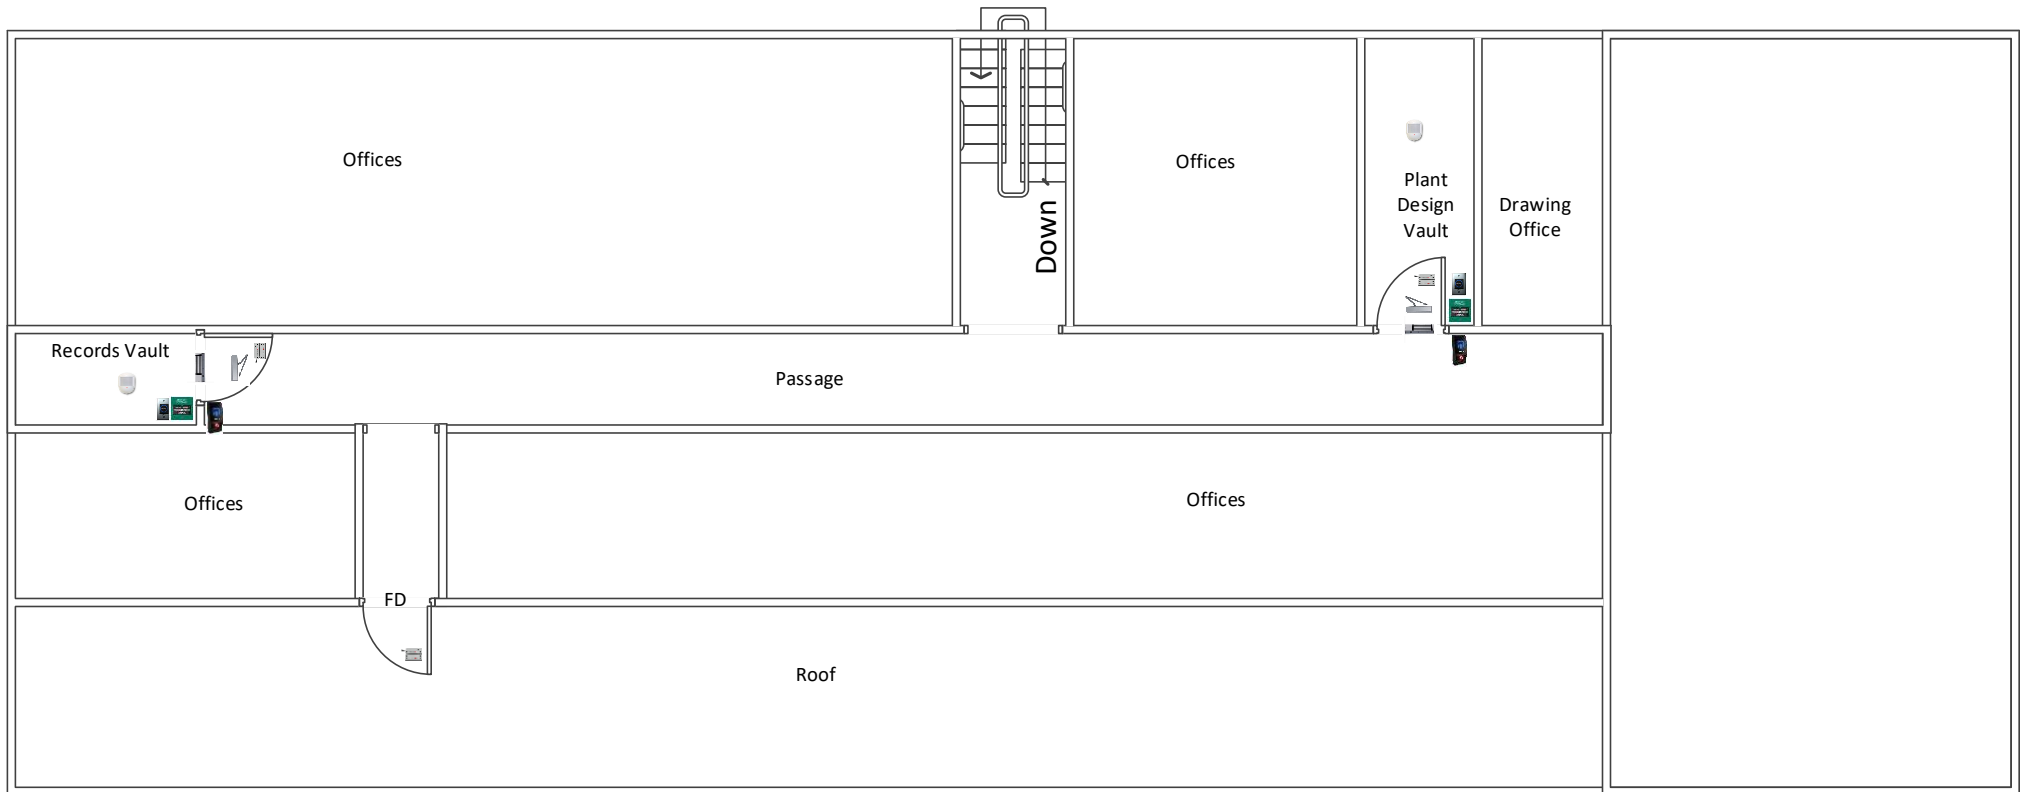 Offices
Offices
Plant
Design
Vault
Drawing
Office
Down
Records Vault
Passage
Offices
Offices
FD
Roof